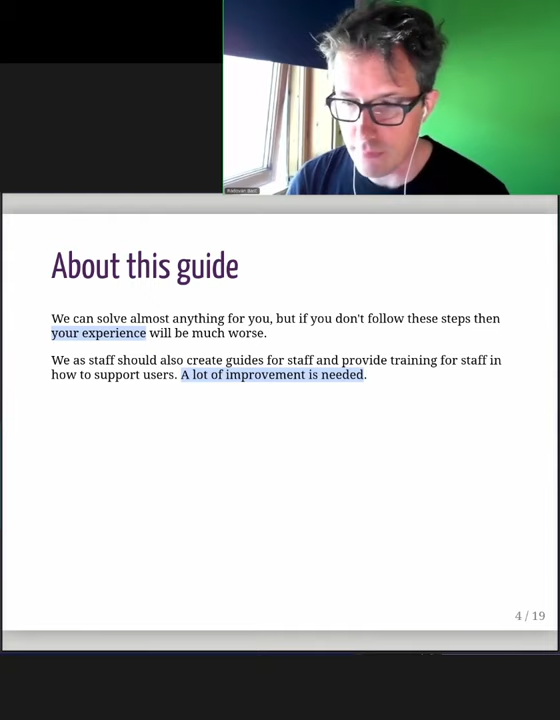 Radovan Bast
About this guide
We can solve almost anything for you, but if you don't follow these steps then
your experience will be much worse.
We as staff should also create guides for staff and provide training for staff in
how to support users. A lot of improvement is needed.
4 / 19